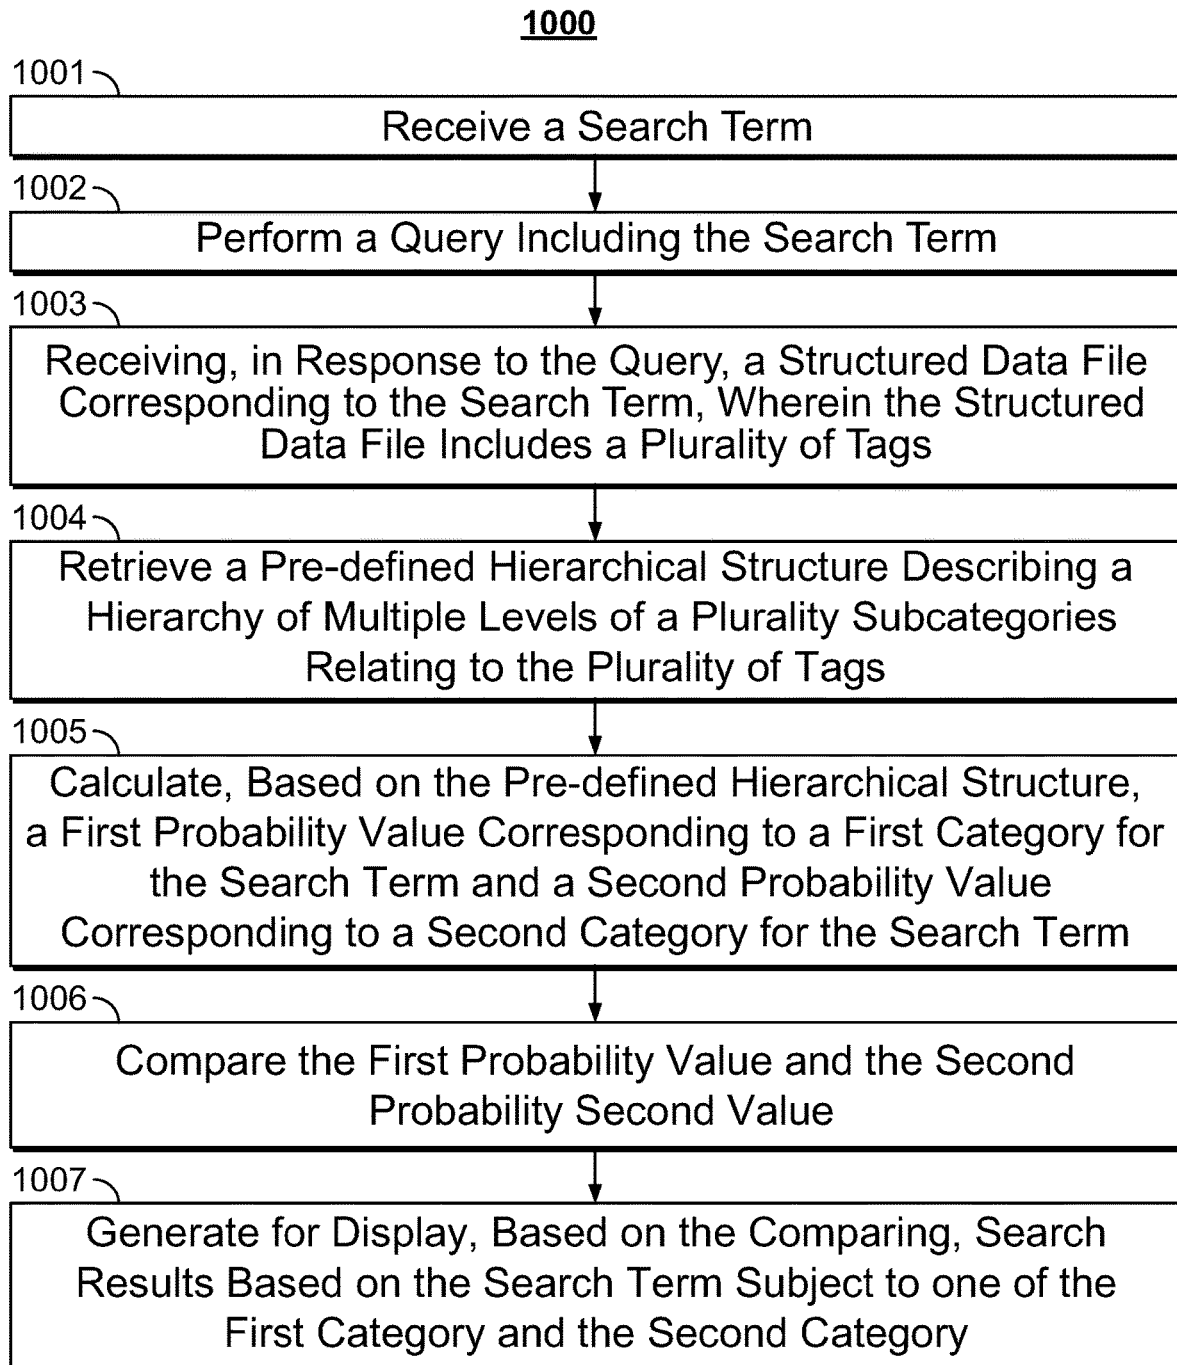 1000
1001
Receive a Search Term
1002
Perform a Query Including the Search Term
1003
Receiving, in Response to the Query, a Structured Data File
Corresponding to the Search Term, Wherein the Structured
Data File Includes a Plurality of Tags
1004
Retrieve a Pre-defined Hierarchical Structure Describing a
Hierarchy of Multiple Levels of a Plurality Subcategories
Relating to the Plurality of Tags
1005
Calculate, Based on the Pre-defined Hierarchical Structure,
a First Probability Value Corresponding to a First Category for
the Search Term and a Second Probability Value
Corresponding to a Second Category for the Search Term
1006
Compare the First Probability Value and the Second
Probability Second Value
1007
Generate for Display, Based on the Comparing, Search
Results Based on the Search Term Subject to one of the
First Category and the Second Category